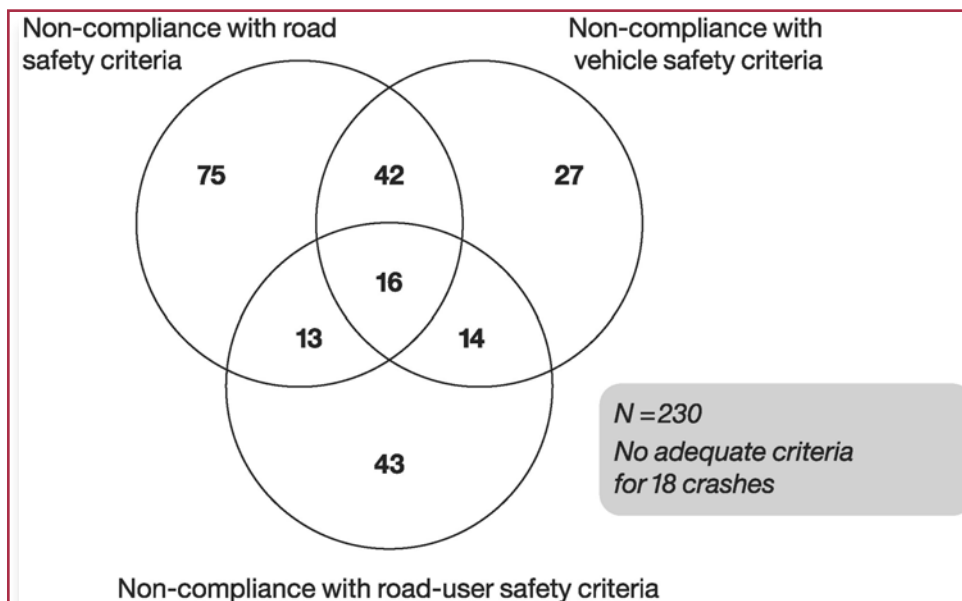 Non-compliance with road
safety criteria
Non-compliance with
vehicle safety criteria
75
42
27
16
13
14
43
N =230
No adequate criteria
for 18 crashes
Non-compliance with road-user safety criteria